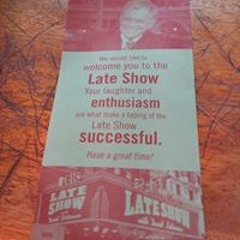 We would like to
welcome you to the
Late Show
Your laughter and
enthusiasm
are what make a taping of the
Late Show
successful.
Have a great time!
CBS
LATE
SHOW
LATE
SHOW